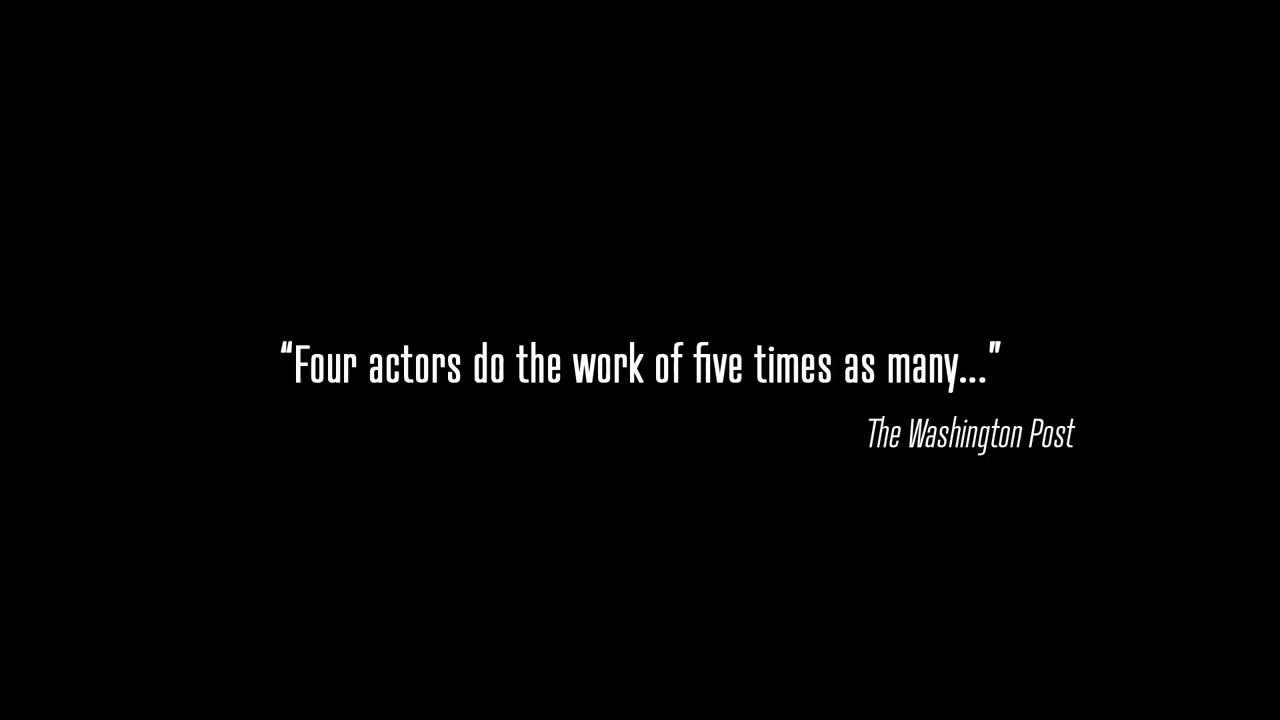 “Four actors do the work of five times as many...”
The Washington Post